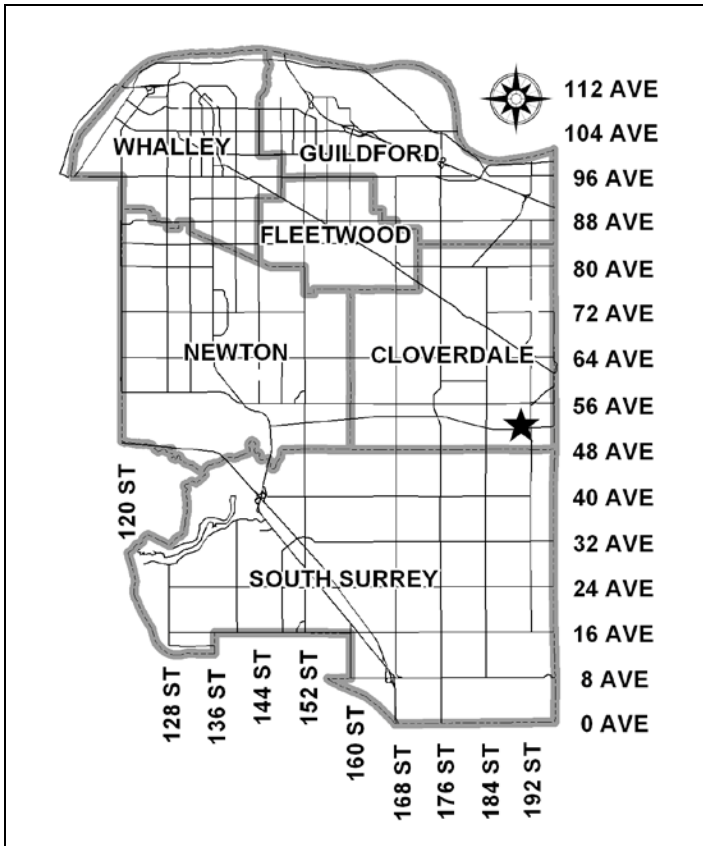 112 AVE
104 AVE
WHALLEY
GUILDFORD
96 AVE
88 AVE
FLEETWOOD
80 AVE
72 AVE
NEWTON
CLOVERDALE
64 AVE
56 AVE
48 AVE
120 ST
40 AVE
32 AVE
SOUTH SURREY
24 AVE
16 AVE
8 AVE
0 AVE
128 ST
136 ST
144 ST
152 ST
160 ST
168 ST
176 ST
184 ST
192 ST